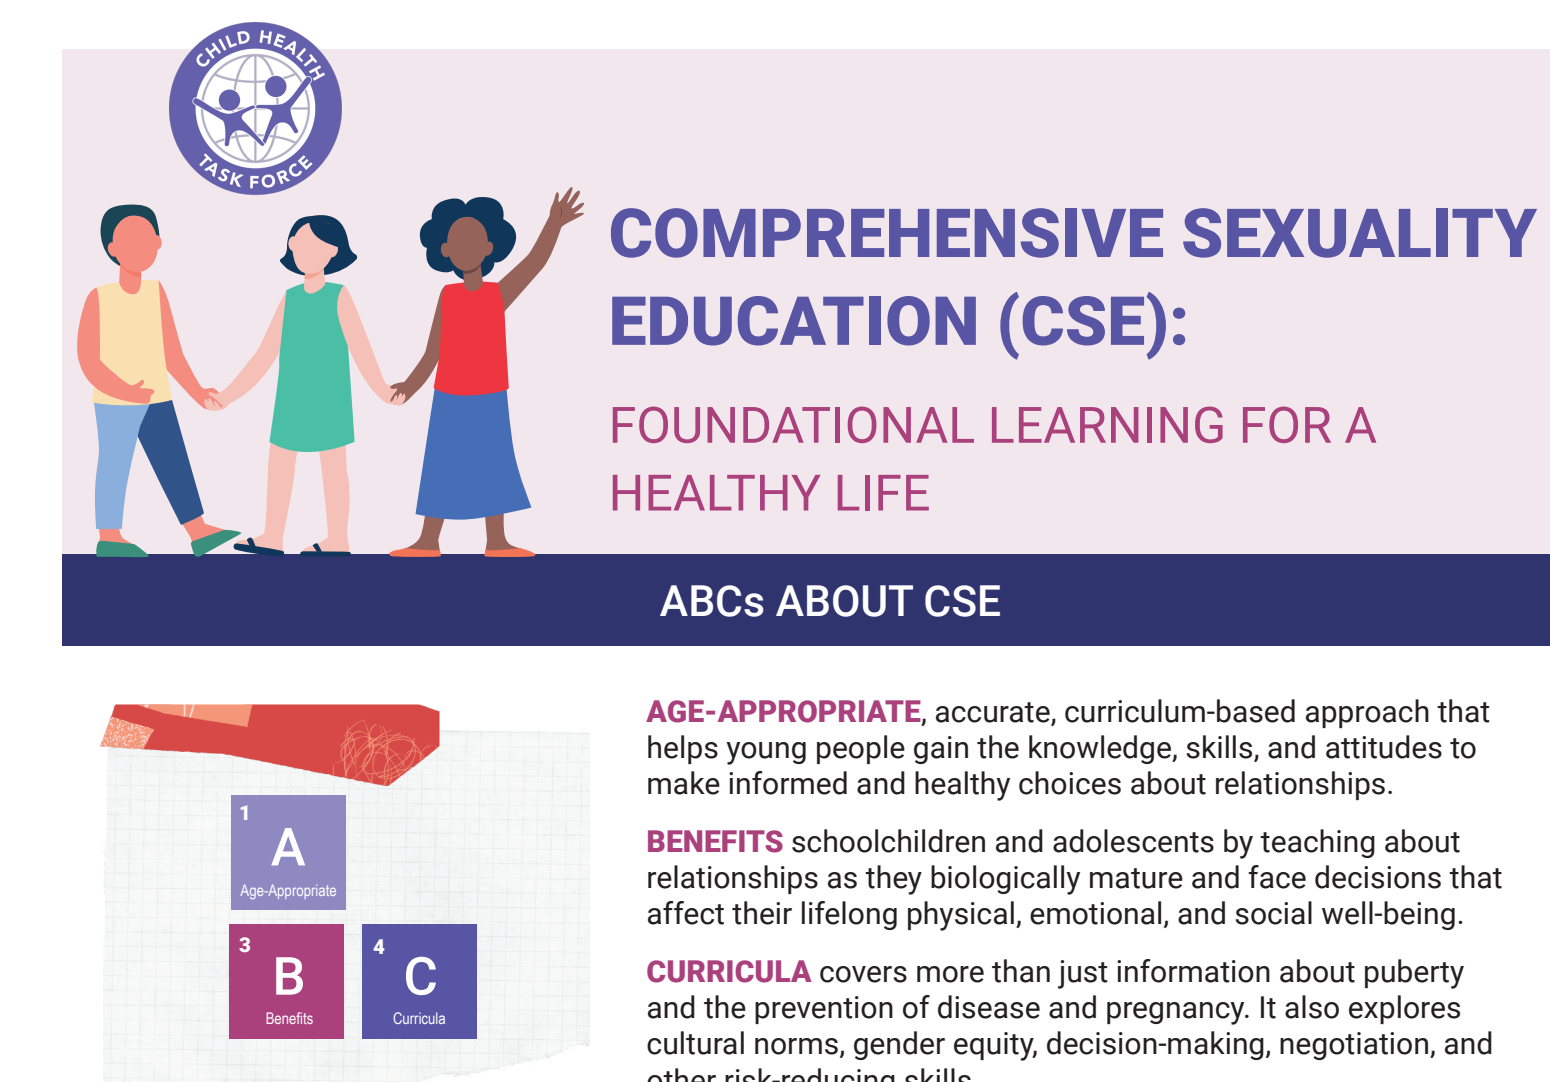 CHILD HEALTH
TASK FORCE
COMPREHENSIVE SEXUALITY
EDUCATION (CSE):
FOUNDATIONAL LEARNING FOR A
HEALTHY LIFE
ABCs ABOUT CSE
1
A
Age-Appropriate
3
B
Benefits
4
C
Curricula
AGE-APPROPRIATE, accurate, curriculum-based approach that
helps young people gain the knowledge, skills, and attitudes to
make informed and healthy choices about relationships.
BENEFITS schoolchildren and adolescents by teaching about
relationships as they biologically mature and face decisions that
affect their lifelong physical, emotional, and social well-being.
CURRICULA covers more than just information about puberty
and the prevention of disease and pregnancy. It also explores
cultural norms, gender equity, decision-making, negotiation, and
other risk-reducing skills